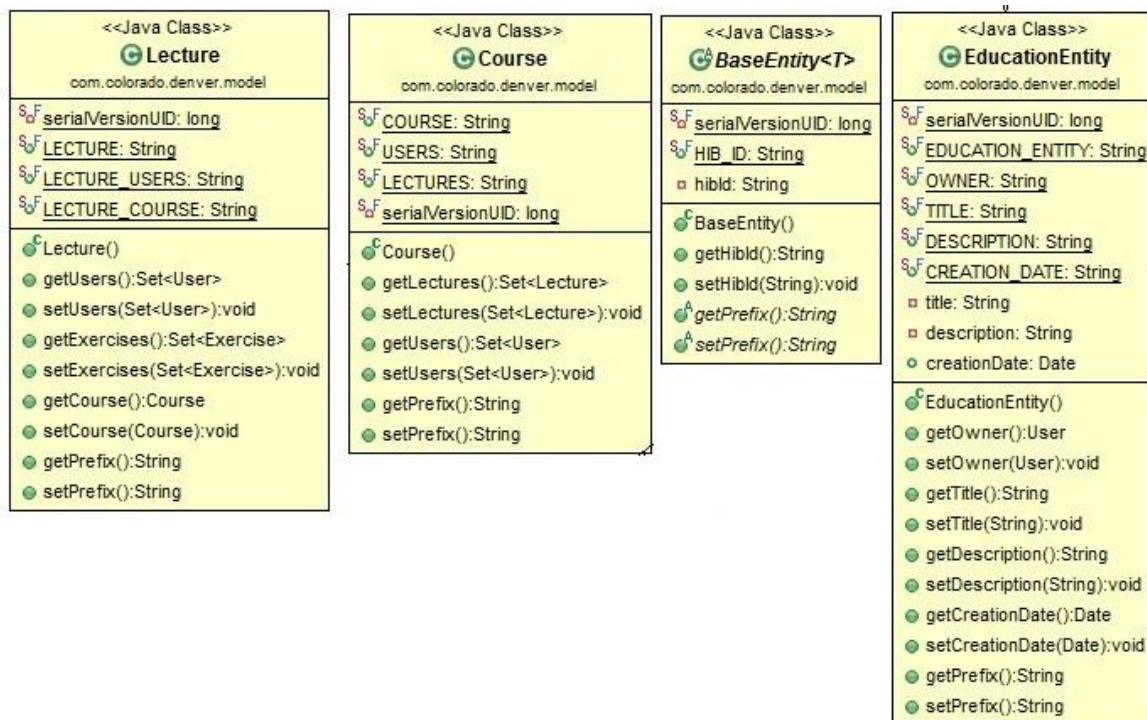 <<Java Class>>
Lecture
com.colorado.denver.model
serialVersionUID: long
LECTURE: String
LECTURE_USERS: String
LECTURE_COURSE: String
Lecture()
getUsers():Set<User>
setUsers(Set<User>):void
getExercises():Set<Exercise>
setExercises(Set<Exercise>):void
getCourse():Course
setCourse(Course):void
getPrefix():String
setPrefix():String
<<Java Class>>
Course
com.colorado.denver.model
COURSE: String
USERS: String
LECTURES: String
serialVersionUID: long
Course()
getLectures():Set<Lecture>
setLectures(Set<Lecture>):void
getUsers():Set<User>
setUsers(Set<User>):void
getPrefix():String
setPrefix():String
<<Java Class>>
BaseEntity<T>
com.colorado.denver.model
serialVersionUID: long
HIB_ID: String
hibId: String
BaseEntity()
getHibId():String
setHibId(String):void
getPrefix():String
setPrefix():String
<<Java Class>>
EducationEntity
com.colorado.denver.model
serialVersionUID: long
EDUCATION_ENTITY: String
OWNER: String
TITLE: String
DESCRIPTION: String
CREATION_DATE: String
title: String
description: String
creationDate: Date
EducationEntity()
getOwner():User
setOwner(User):void
getTitle():String
setTitle(String):void
getDescription():String
setDescription(String):void
getCreationDate():Date
setCreationDate(Date):void
getPrefix():String
setPrefix():String